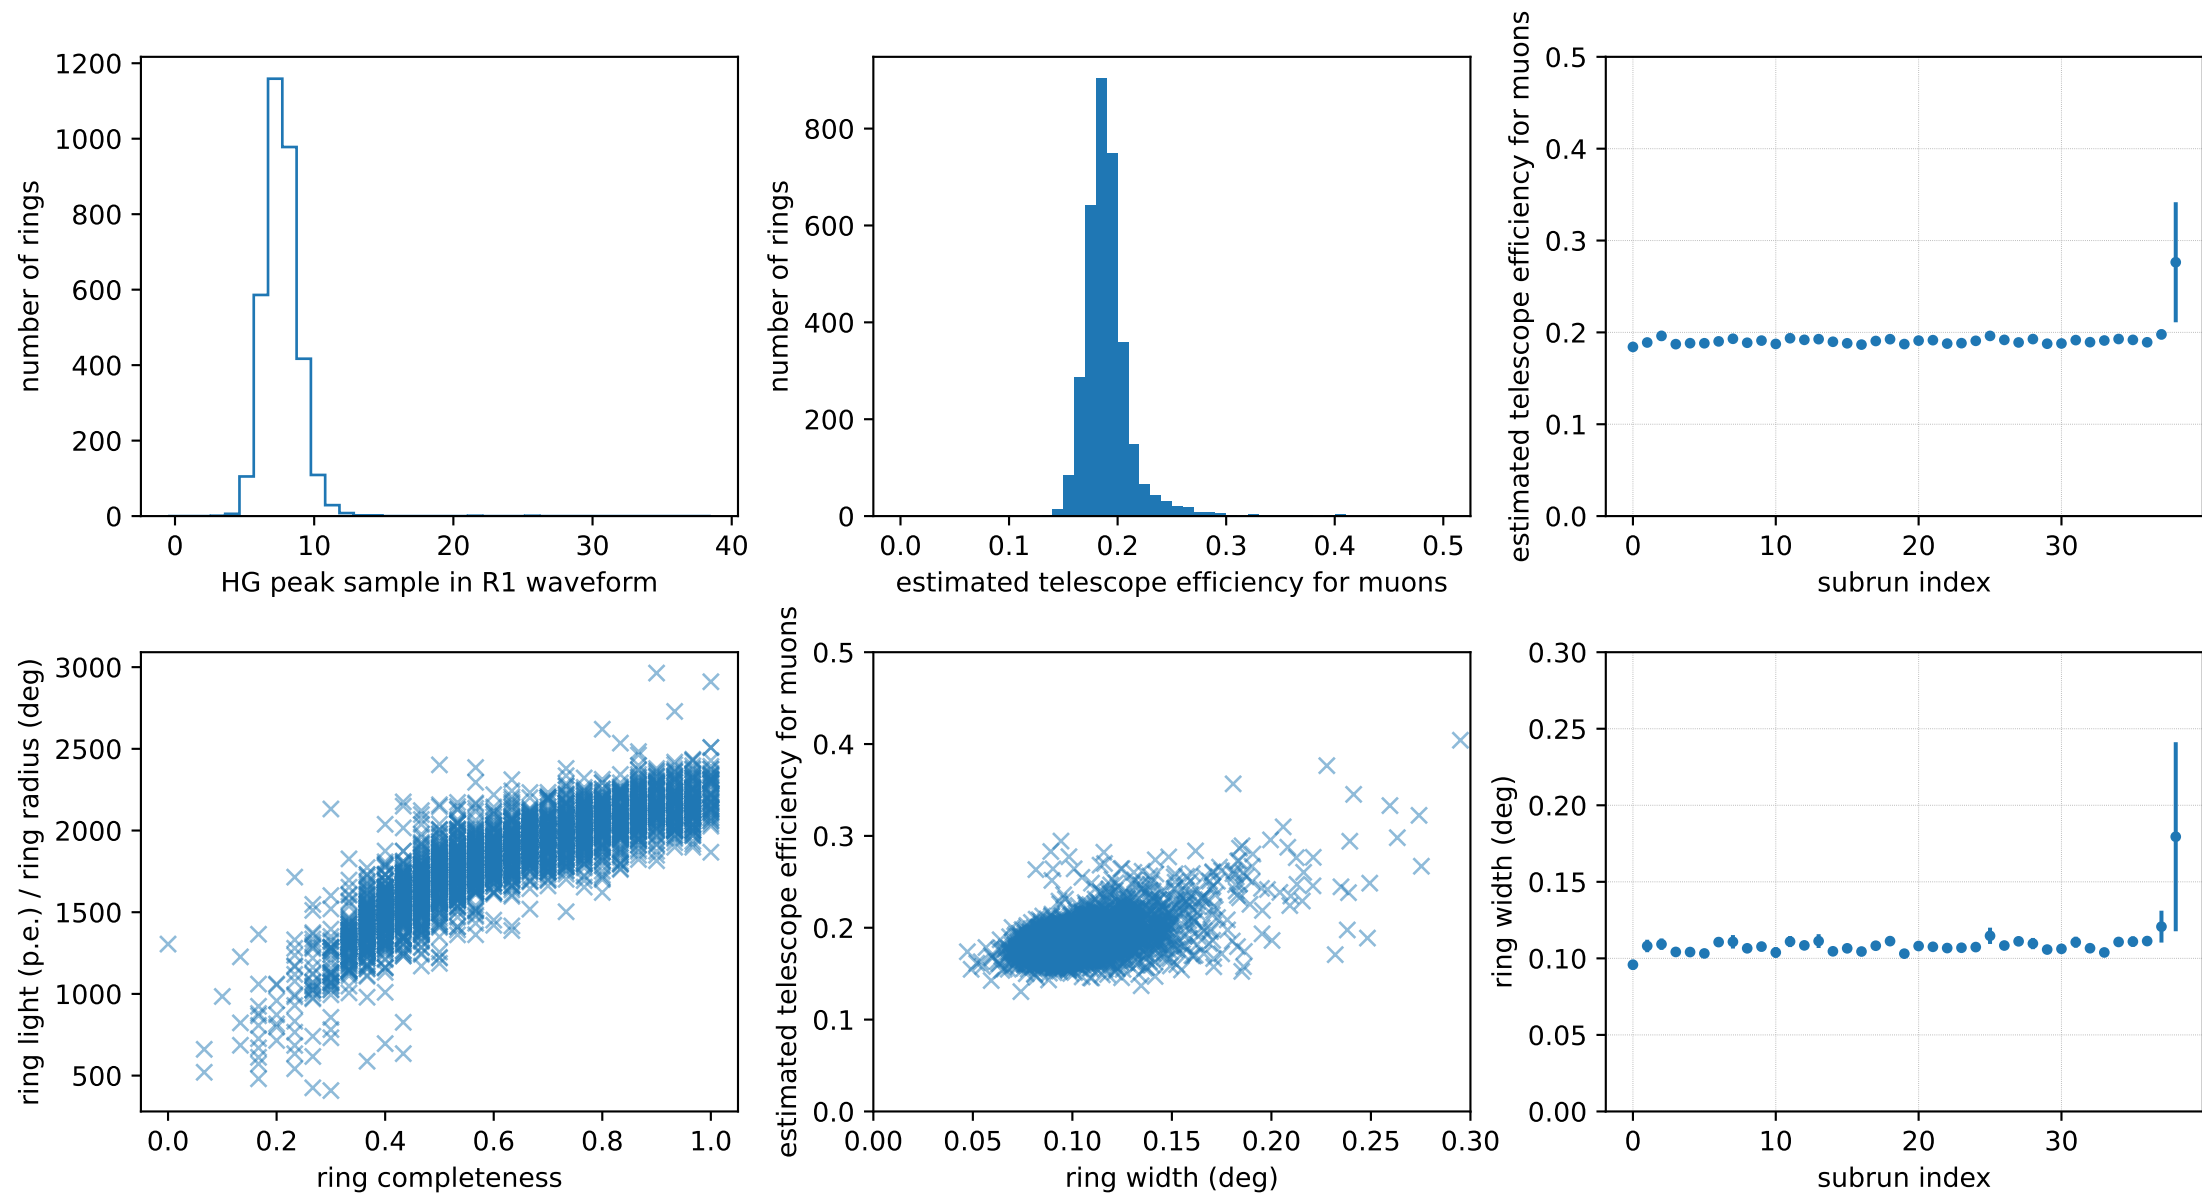 1200
1000
800
600
400
200
0
number of rings
0 10 20 30 40
HG peak sample in R1 waveform
800
600
400
200
0
number of rings
0.0 0.1 0.2 0.3 0.4 0.5
estimated telescope efficiency for muons
0.5
0.4
0.3
0.2
0.1
0.0
estimated telescope efficiency for muons
0 10 20 30
subrun index
3000
2500
2000
1500
1000
500
ring light (p.e.) / ring radius (deg)
0.0 0.2 0.4 0.6 0.8 1.0
ring completeness
0.5
0.4
0.3
0.2
0.1
0.0
estimated telescope efficiency for muons
0.00 0.05 0.10 0.15 0.20 0.25 0.30
ring width (deg)
0.30
0.25
0.20
0.15
0.10
0.05
0.00
ring width (deg)
0 10 20 30
subrun index